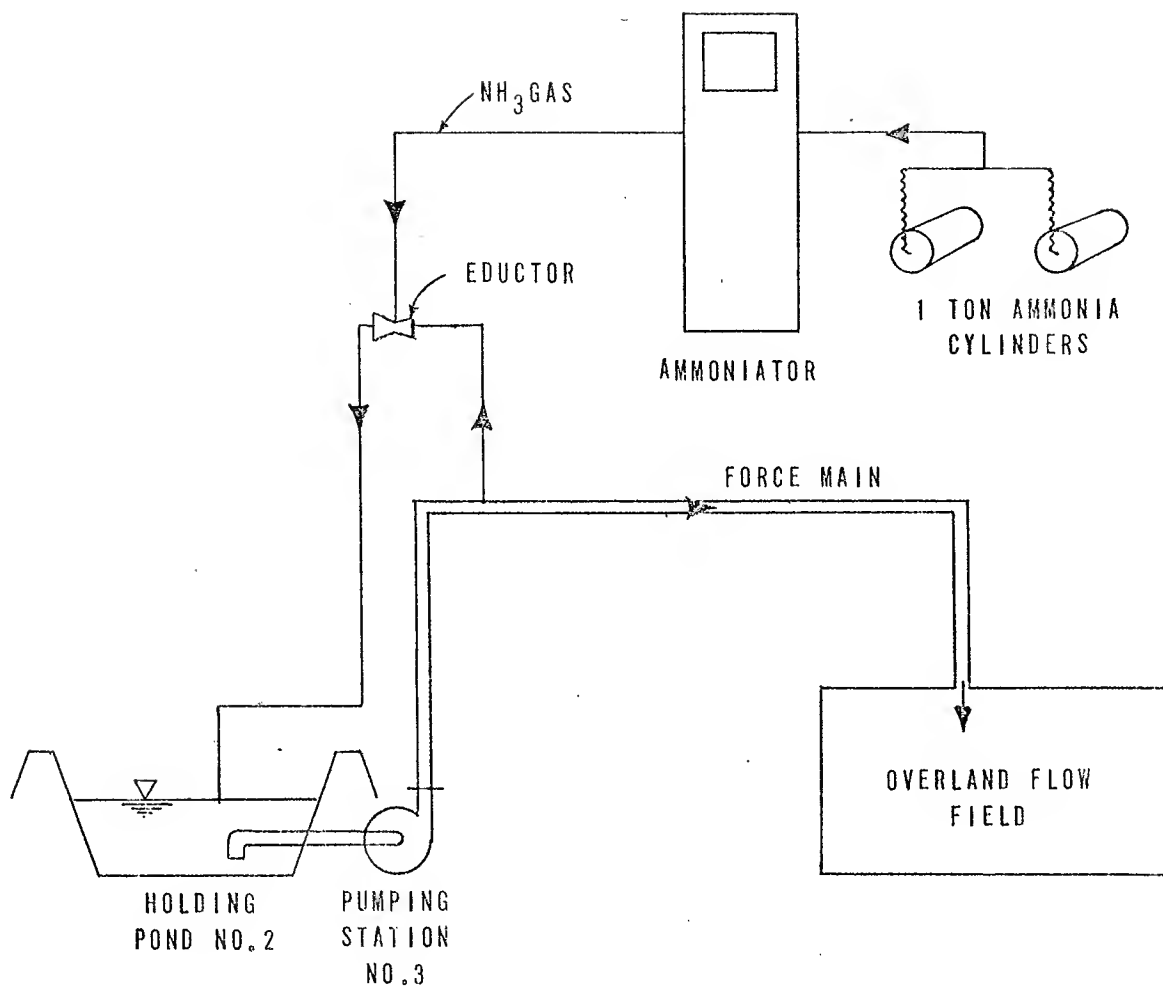 NH3GAS
EDUCTOR
AMMONIATOR
1 TON AMMONIA
CYLINDERS
FORCE MAIN
OVERLAND FLOW
FIELD
HOLDING
POND NO.2
PUMPING
STATION
NO.3